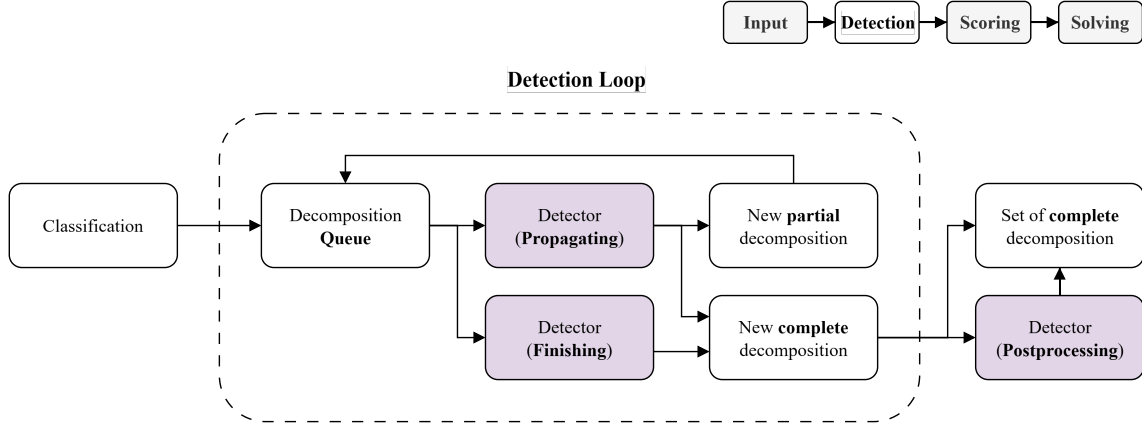 Input
Detection
Scoring
Solving
Detection Loop
Classification
Decomposition
Queue
Detector
(Propagating)
New partial
decomposition
Set of complete
decomposition
Detector
(Finishing)
New complete
decomposition
Detector
(Postprocessing)